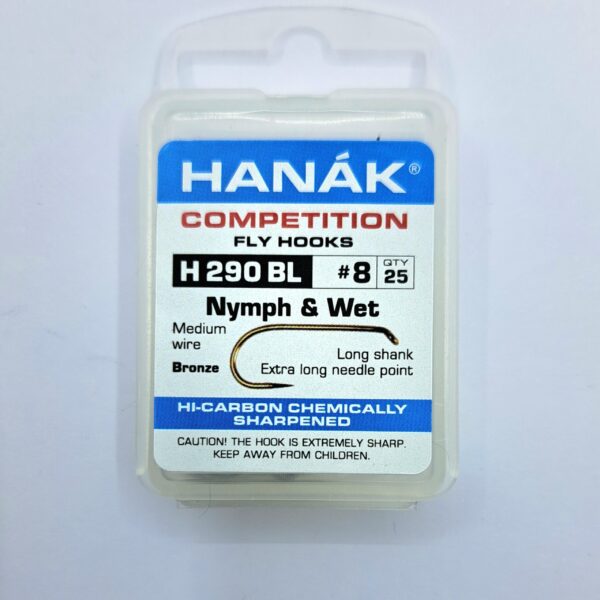 HANÁK®
COMPETITION
FLY HOOKS
H 290 BL #8 QTY 25
Nymph & Wet
Medium wire
Bronze
Long shank
Extra long needle point
HI-CARBON CHEMICALLY
SHARPENED
CAUTION! THE HOOK IS EXTREMELY SHARP.
KEEP AWAY FROM CHILDREN.